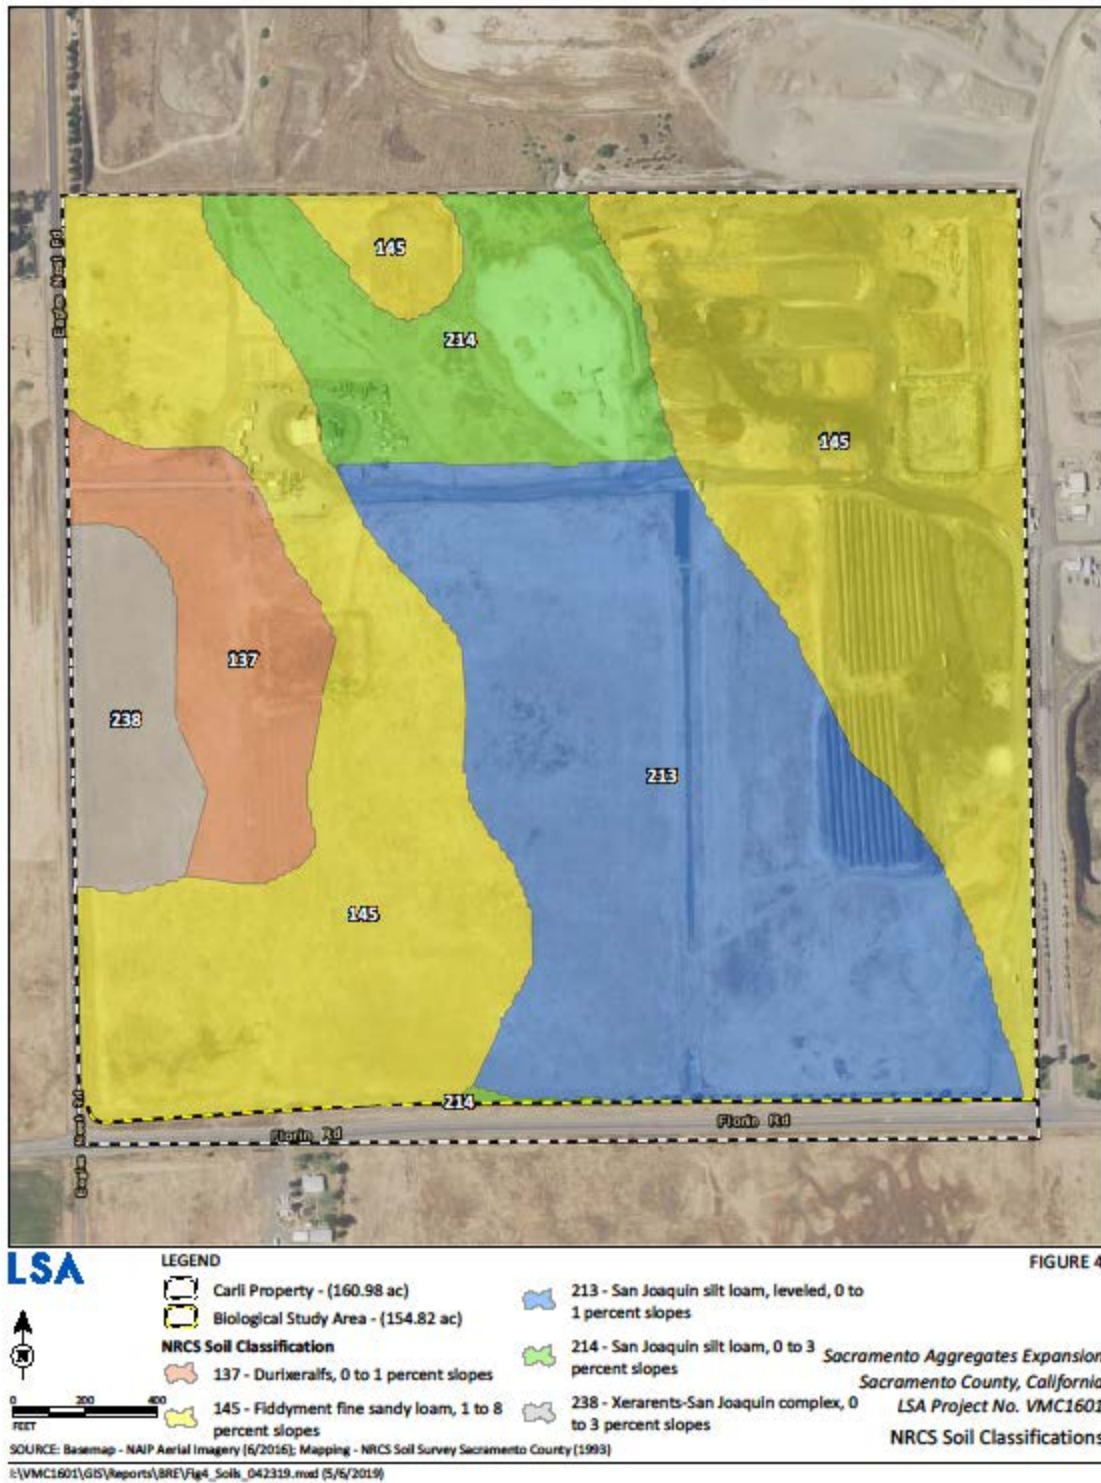 Eagles Nest Rd
145
214
145
137
238
213
145
214
Eagles Nest Rd
Florin Rd
Florin Rd
LSA
LEGEND
FIGURE 4
Carli Property - (160.98 ac)
Biological Study Area - (154.82 ac)
NRCS Soil Classification
137 - Durixeralfs, 0 to 1 percent slopes
145 - Fiddyment fine sandy loam, 1 to 8
percent slopes
213 - San Joaquin silt loam, leveled, 0 to
1 percent slopes
214 - San Joaquin silt loam, 0 to 3
percent slopes
238 - Xerarents-San Joaquin complex, 0
to 3 percent slopes
N
0 200 400
FEET
Sacramento Aggregates Expansion
Sacramento County, California
LSA Project No. VMC1601
NRCS Soil Classifications
SOURCE: Basemap - NAIP Aerial Imagery (6/2016); Mapping - NRCS Soil Survey Sacramento County (1993)
I:\VMC1601\GIS\Reports\BRE\Fig4_Soils_042319.mxd (5/6/2019)